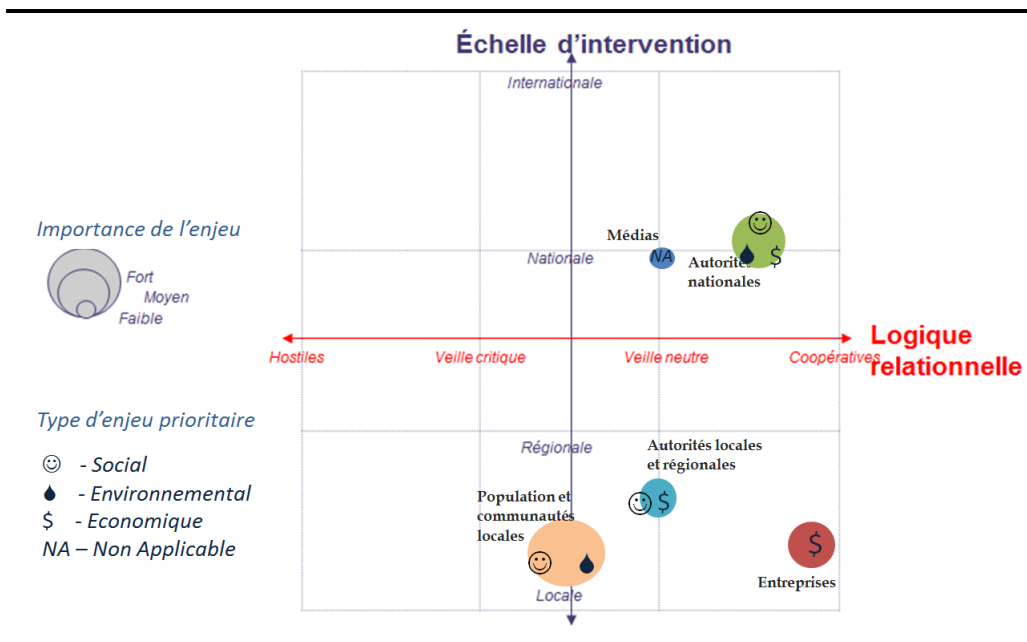 Échelle d'intervention
Internationale
Importance de l'enjeu
Fort
Moyen
Faible
Médias
Nationale
NA
Autorités
nationales
$
Hostiles
Veille critique
Veille neutre
Coopératives
Logique
relationnelle
Type d'enjeu prioritaire
- Social
- Environnemental
$ - Economique
NA – Non Applicable
Régionale
Autorités locales
et régionales
$
Population et
communautés
locales
$
Entreprises
Locale